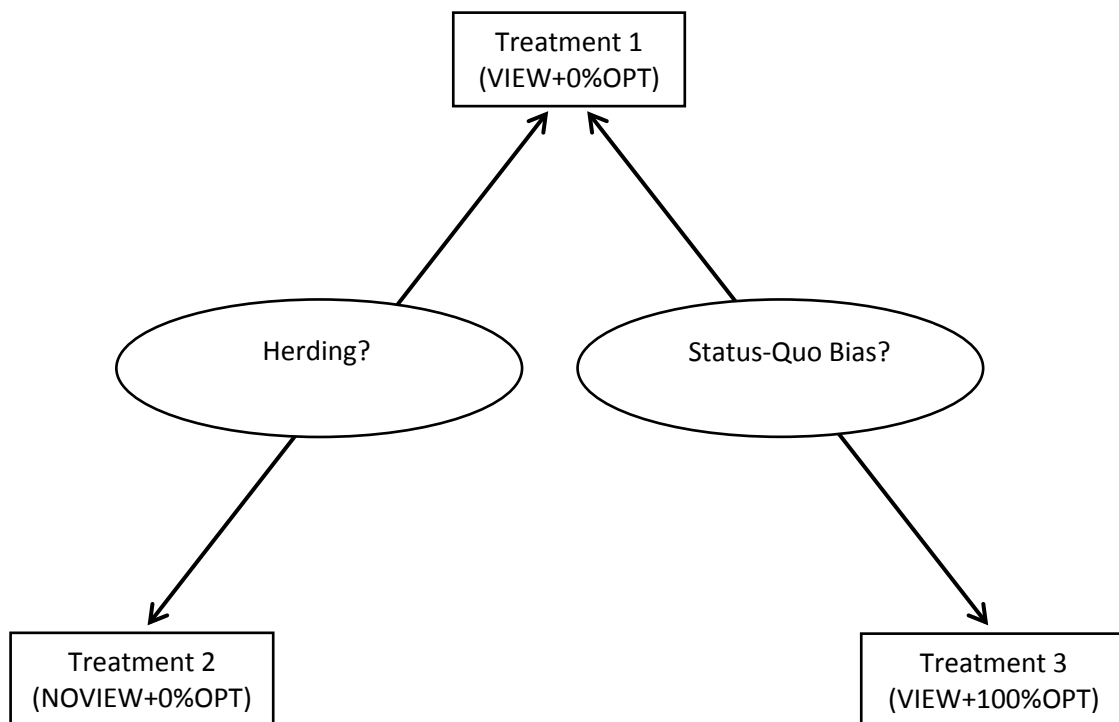 Treatment 1
(VIEW+0%OPT)
Herding?
Status-Quo Bias?
Treatment 2
(NOVIEW+0%OPT)
Treatment 3
(VIEW+100%OPT)